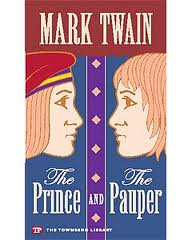 MARK TWAIN
The The
Prince AND Pauper
TP THE TOWNSEND LIBRARY